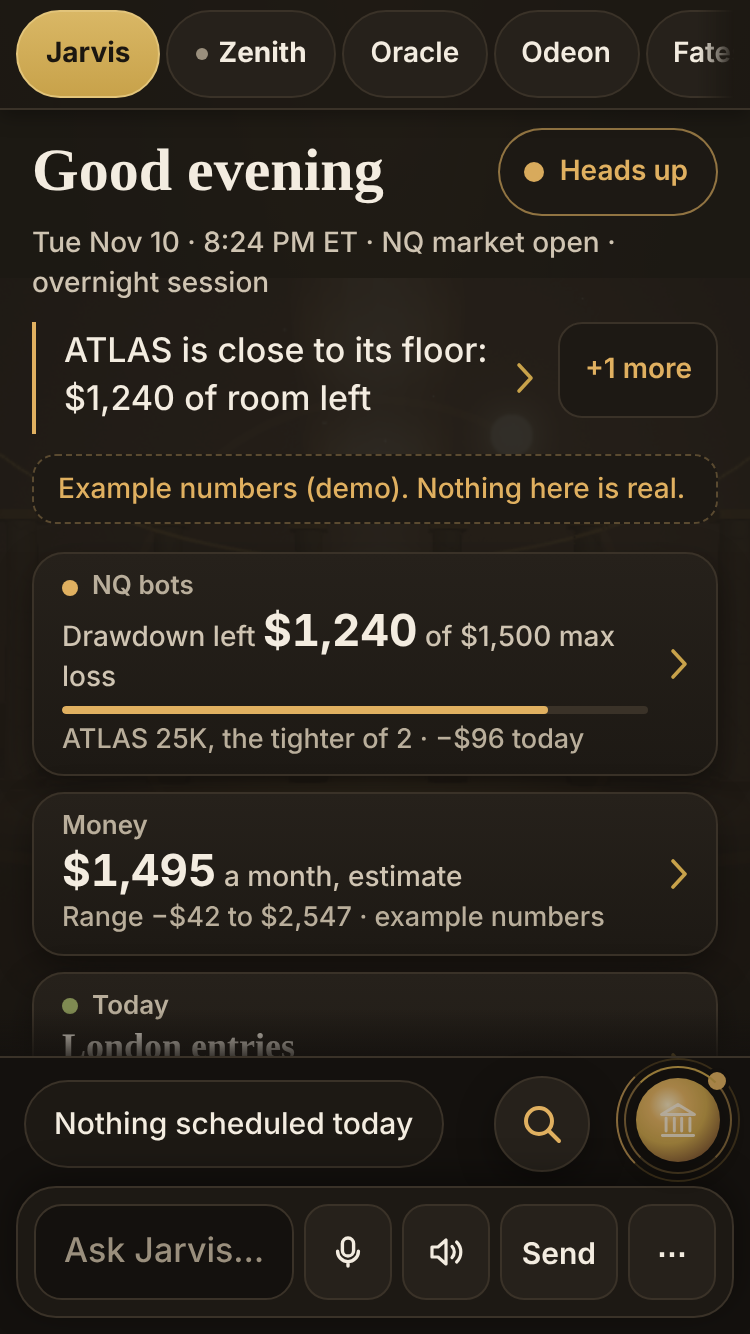 Jarvis
Zenith
Oracle
Odeon
Fate
Good evening
Heads up
Tue Nov 10 · 8:24 PM ET · NQ market open ·
overnight session
ATLAS is close to its floor:
$1,240 of room left
+1 more
Example numbers (demo). Nothing here is real.
NQ bots
Drawdown left $1,240 of $1,500 max
loss
ATLAS 25K, the tighter of 2 · −$96 today
Money
$1,495 a month, estimate
Range −$42 to $2,547 · example numbers
Today
London entries
Nothing scheduled today
Ask Jarvis...
Send
...